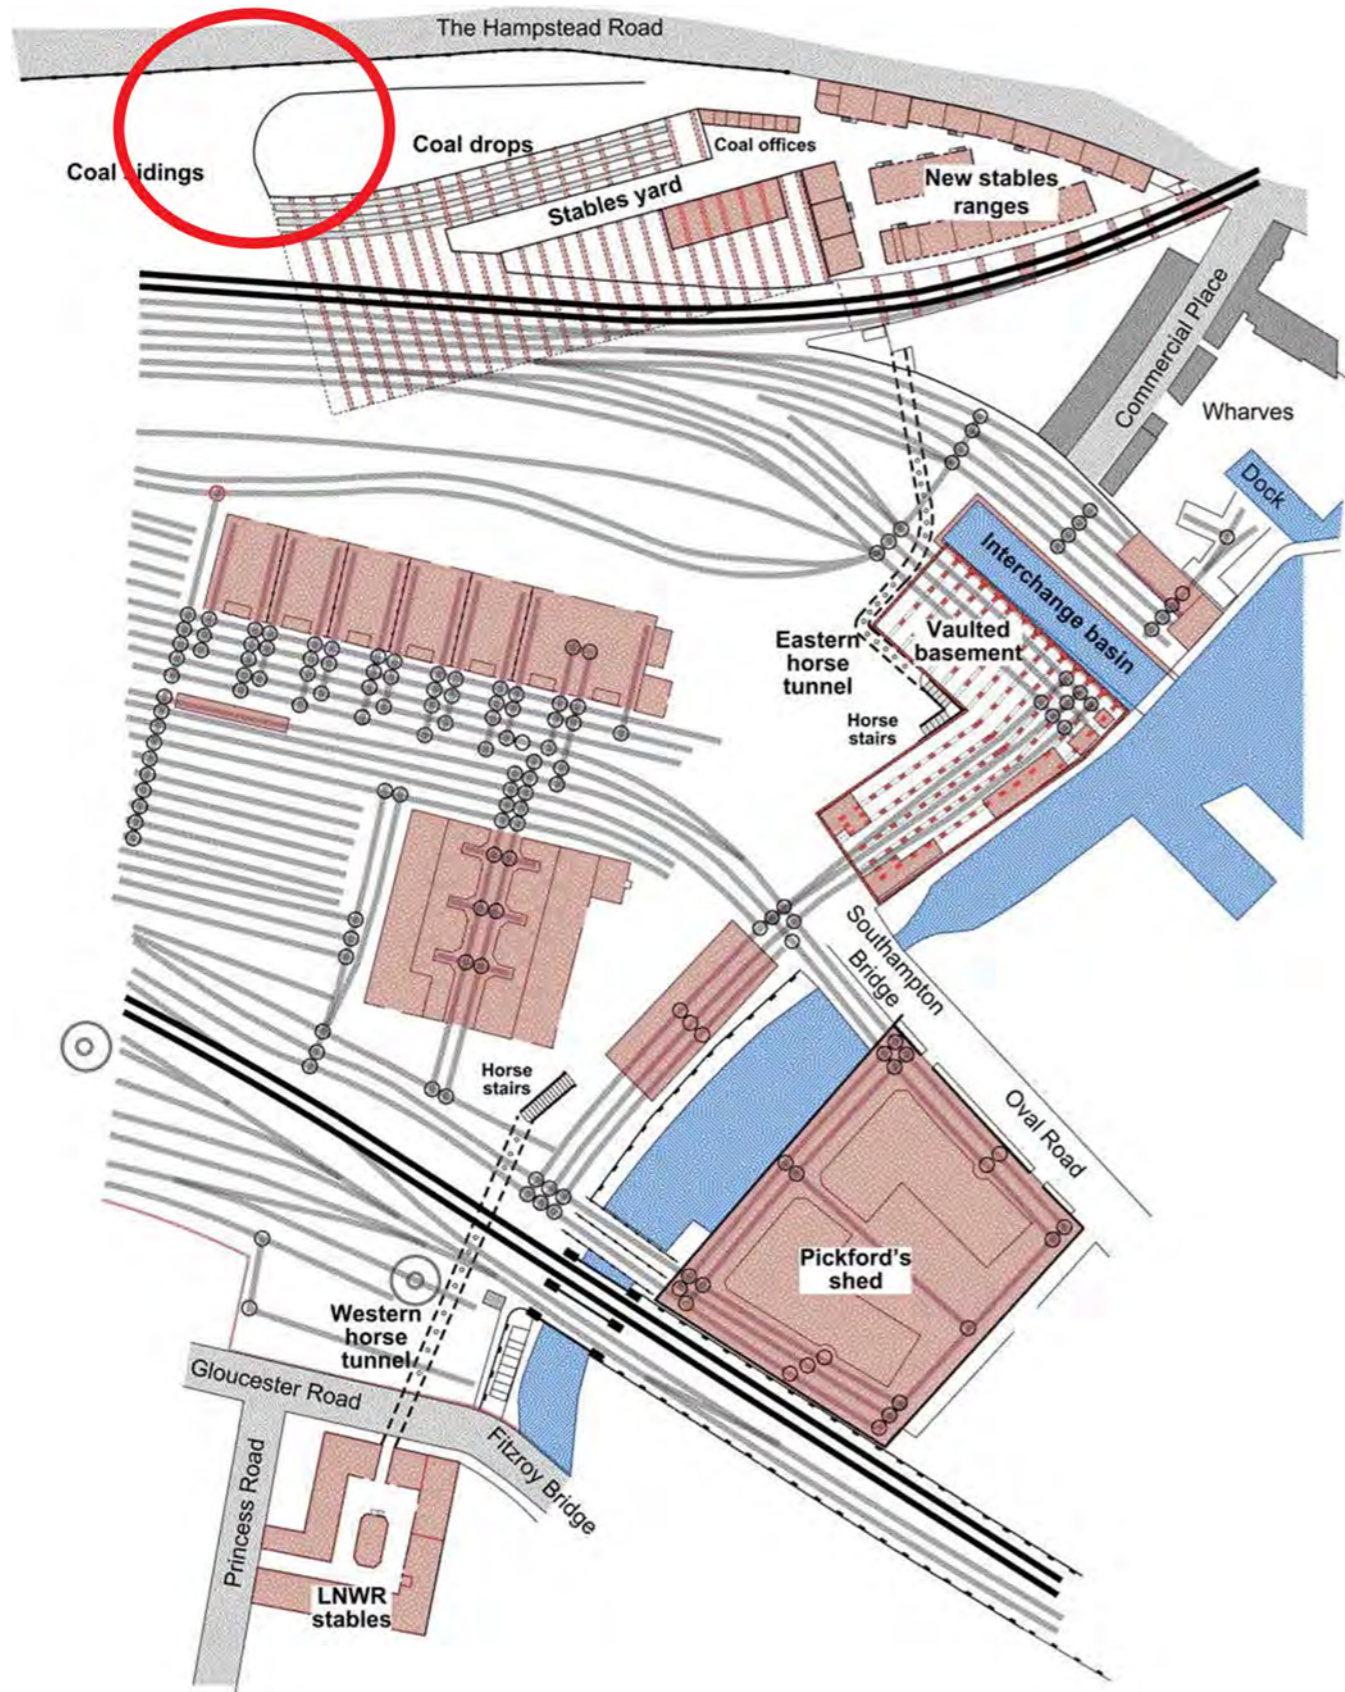 The Hampstead Road
Coal sidings
Coal drops
Coal offices
Stables yard
New stables
ranges
Commercial Place
Wharves
Dock
Interchange basin
Vaulted
basement
Eastern
horse
tunnel
Horse
stairs
Southampton
Bridge
Oval Road
Horse
stairs
Pickford's
shed
Western
horse
tunnel
Gloucester Road
Fitzroy Bridge
Princess Road
LNWR
stables